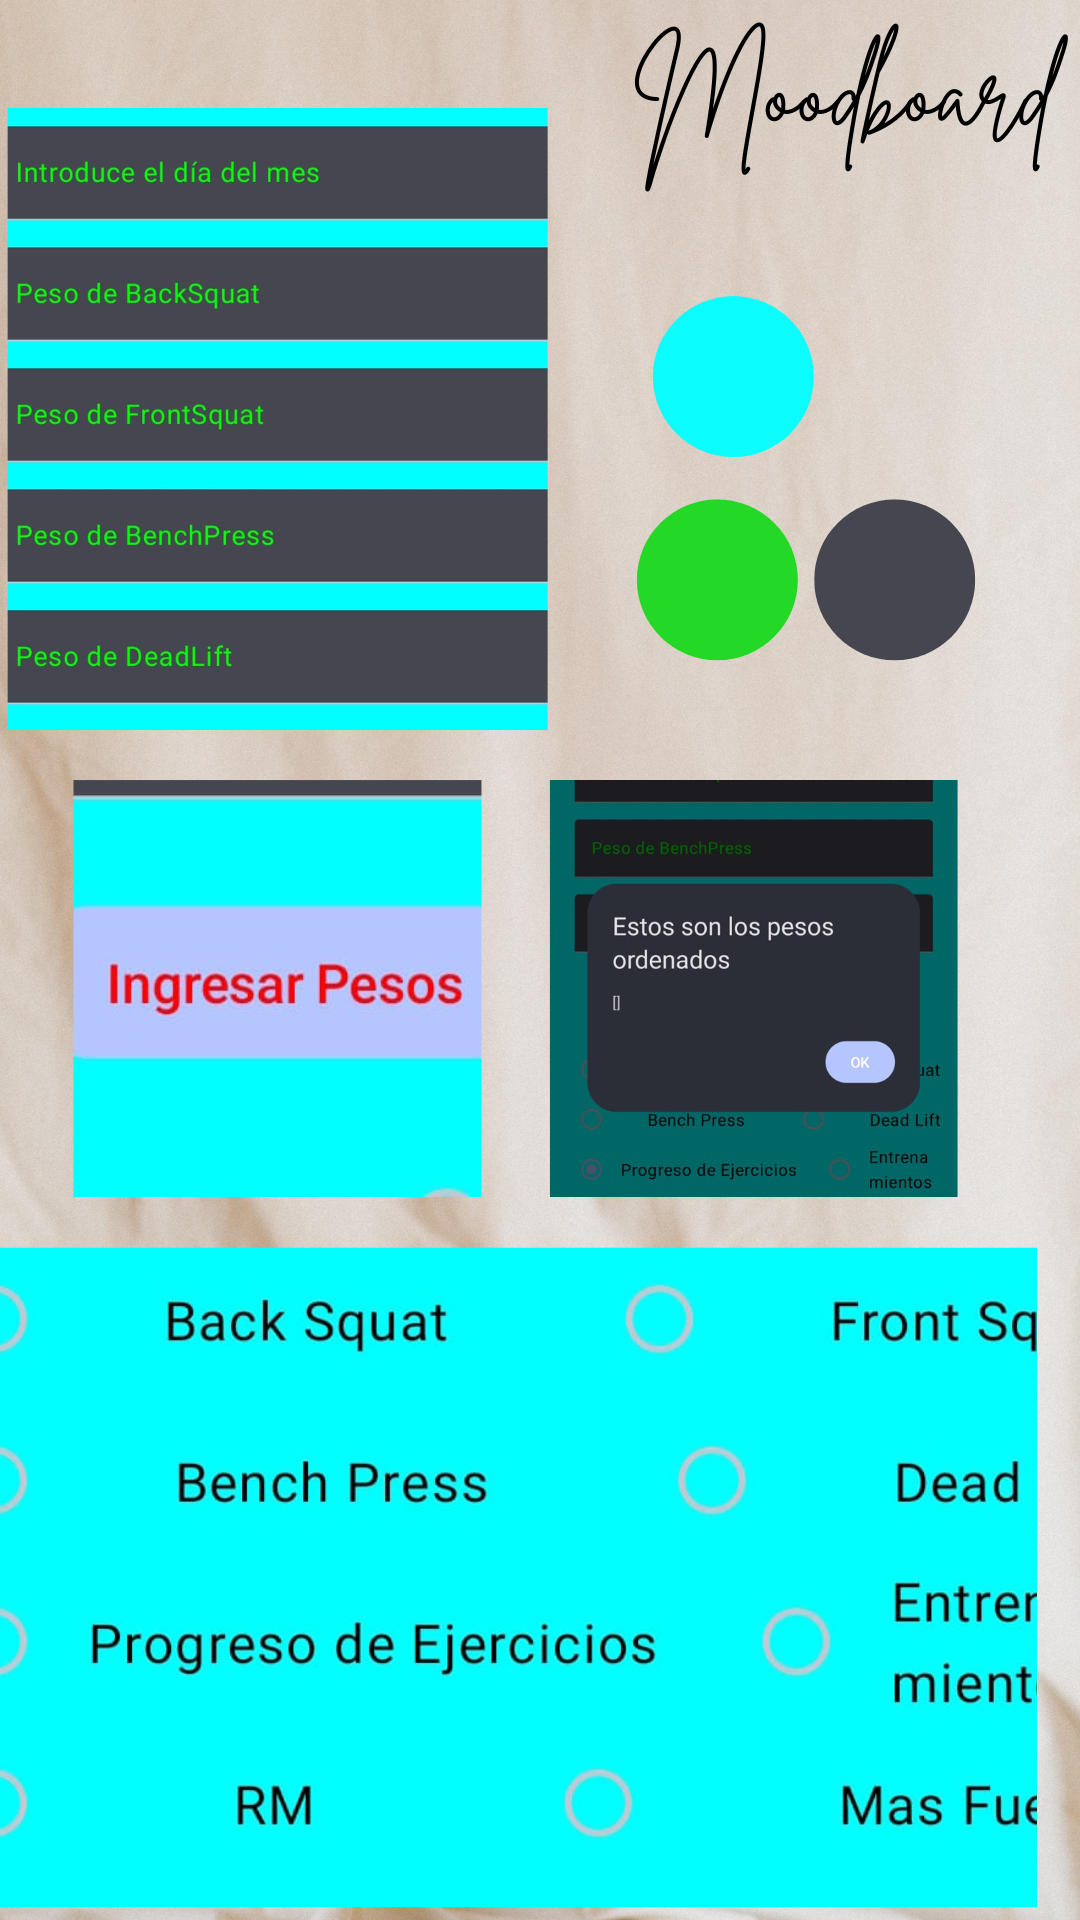 Moodboard
Introduce el día del mes
Peso de BackSquat
Peso de FrontSquat
Peso de BenchPress
Peso de DeadLift
Ingresar Pesos
Peso de BenchPress
Estos son los pesos
ordenados
[]
OK
uat
Bench Press
Dead Lift
Progreso de Ejercicios
Entrena
mientos
Back Squat
Front Sq
Bench Press
Dead
Progreso de Ejercicios
Entren
miento
RM
Mas Fue